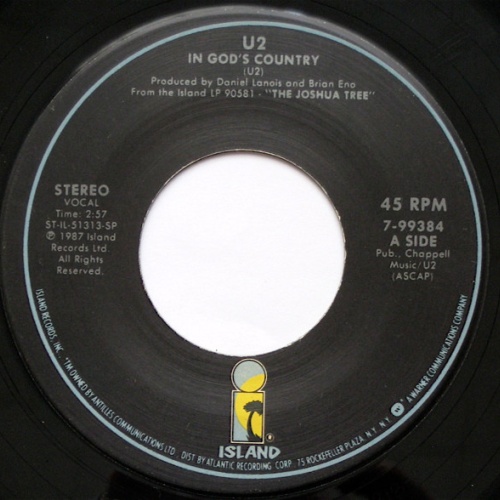 U2
IN GOD'S COUNTRY
(U2)
Produced by Daniel Lanois and Brian Eno
From the Island LP 90581 - "THE JOSHUA TREE"
STEREO
VOCAL
Time: 2:57
ST-IL-51313-SP
℗ 1987 Island
Records Ltd.
All Rights
Reserved.
45 RPM
7-99384
A SIDE
Pub., Chappell
Music/U2
(ASCAP)
i
ISLAND
ISLAND RECORDS, INC. *TM OWNED BY ANTILLES COMMUNICATIONS LTD. DIST BY ATLANTIC RECORDING CORP. 75 ROCKEFELLER PLAZA, N.Y. N.Y. A WARNER COMMUNICATIONS COMPANY